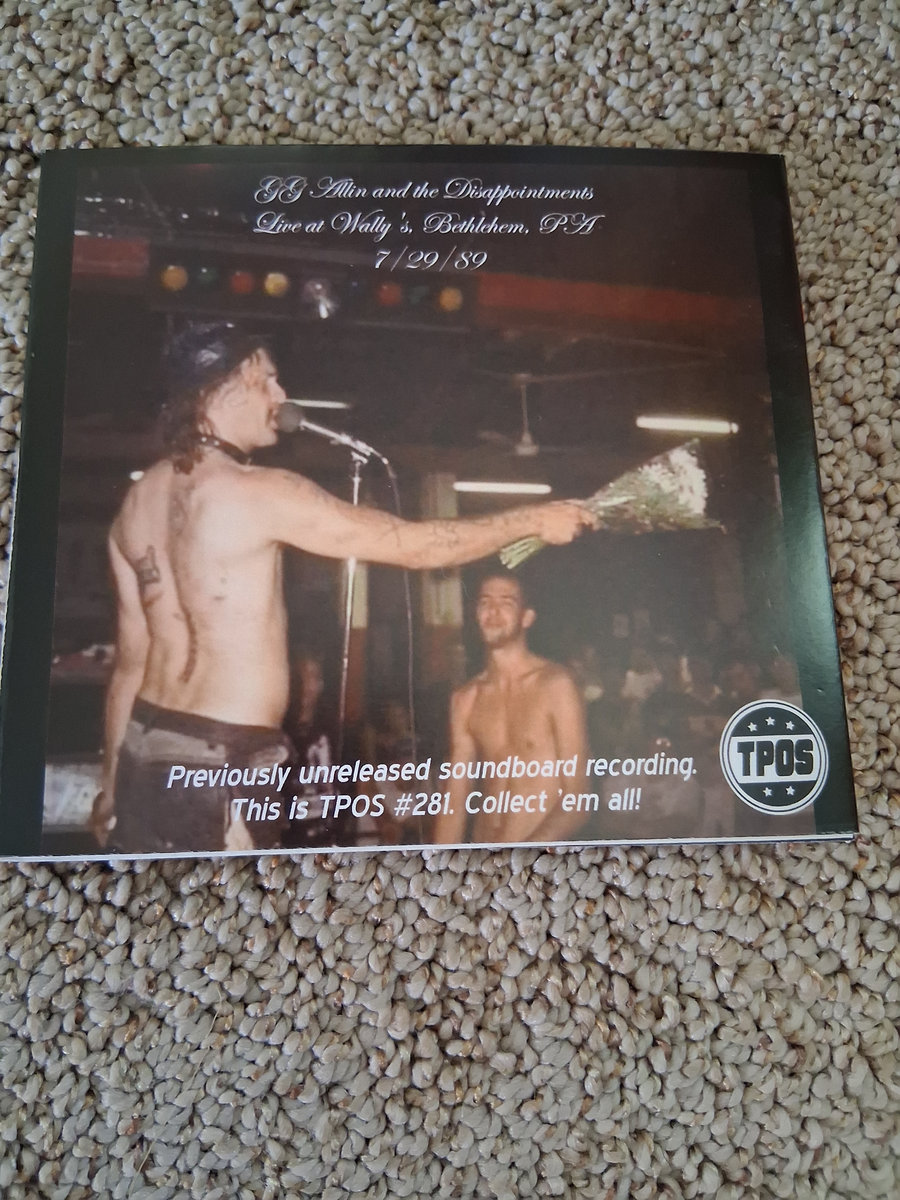 GG Allin and the Disappointments
Live at Wally's, Bethlehem, PA
7/29/89
Previously unreleased soundboard recording.
This is TPOS #281. Collect 'em all!
TPOS